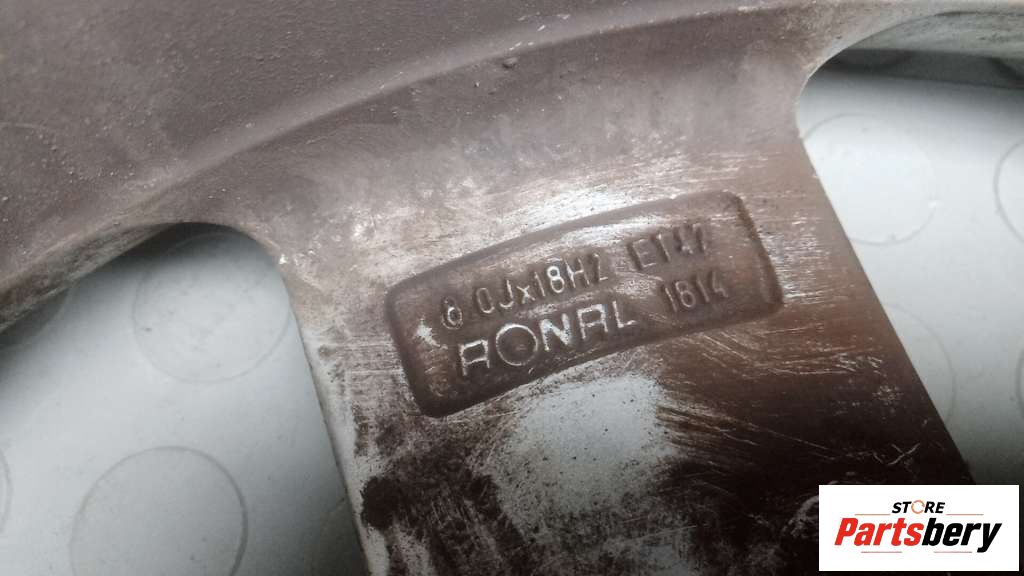 8.0Jx18H2 ET47
RONAL 1614
STORE
Partsbery